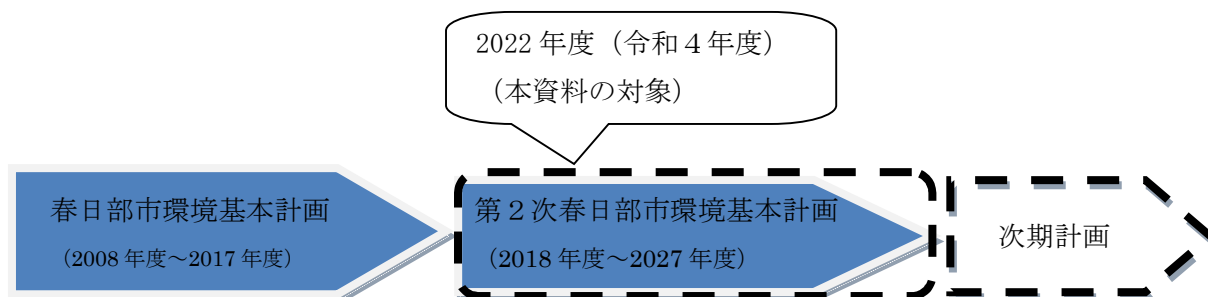 2022 年度（令和４年度）
（本資料の対象）
春日部市環境基本計画
（2008 年度～2017 年度）
第２次春日部市環境基本計画
（2018 年度～2027 年度）
次期計画